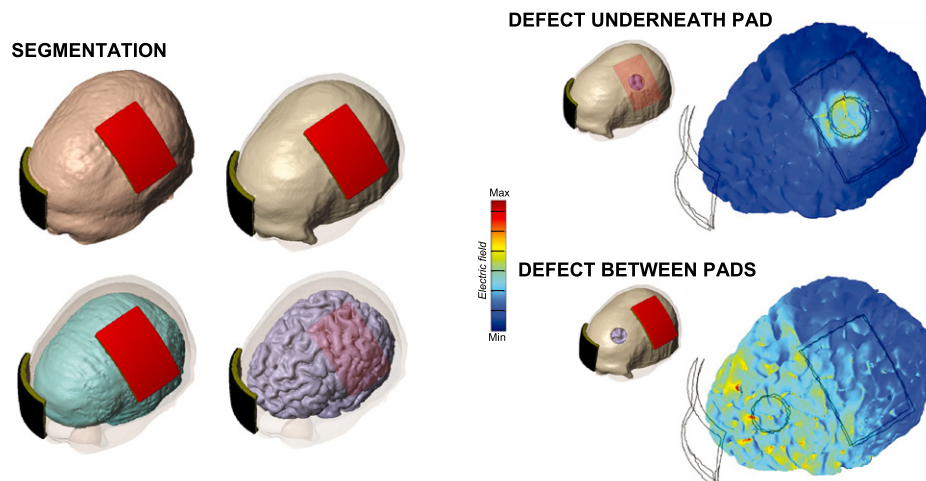 SEGMENTATION
DEFECT UNDERNEATH PAD
Max
Electric field
Min
DEFECT BETWEEN PADS